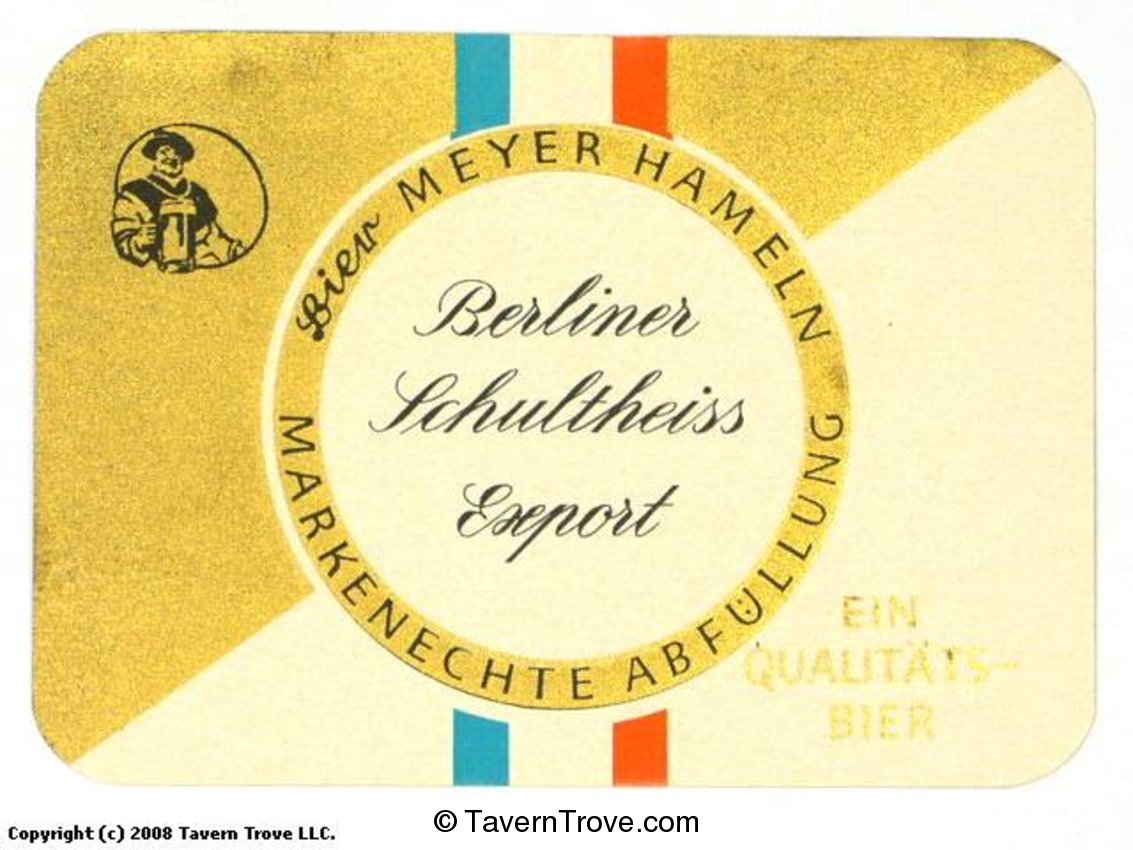 Bier MEYER HAMELN
Berliner
Schultheiss
Export
MARKENECHTE ABFÜLLUNG
EIN
QUALITÄTS-
BIER
Copyright (c) 2008 Tavern Trove LLC.
© TavernTrove.com